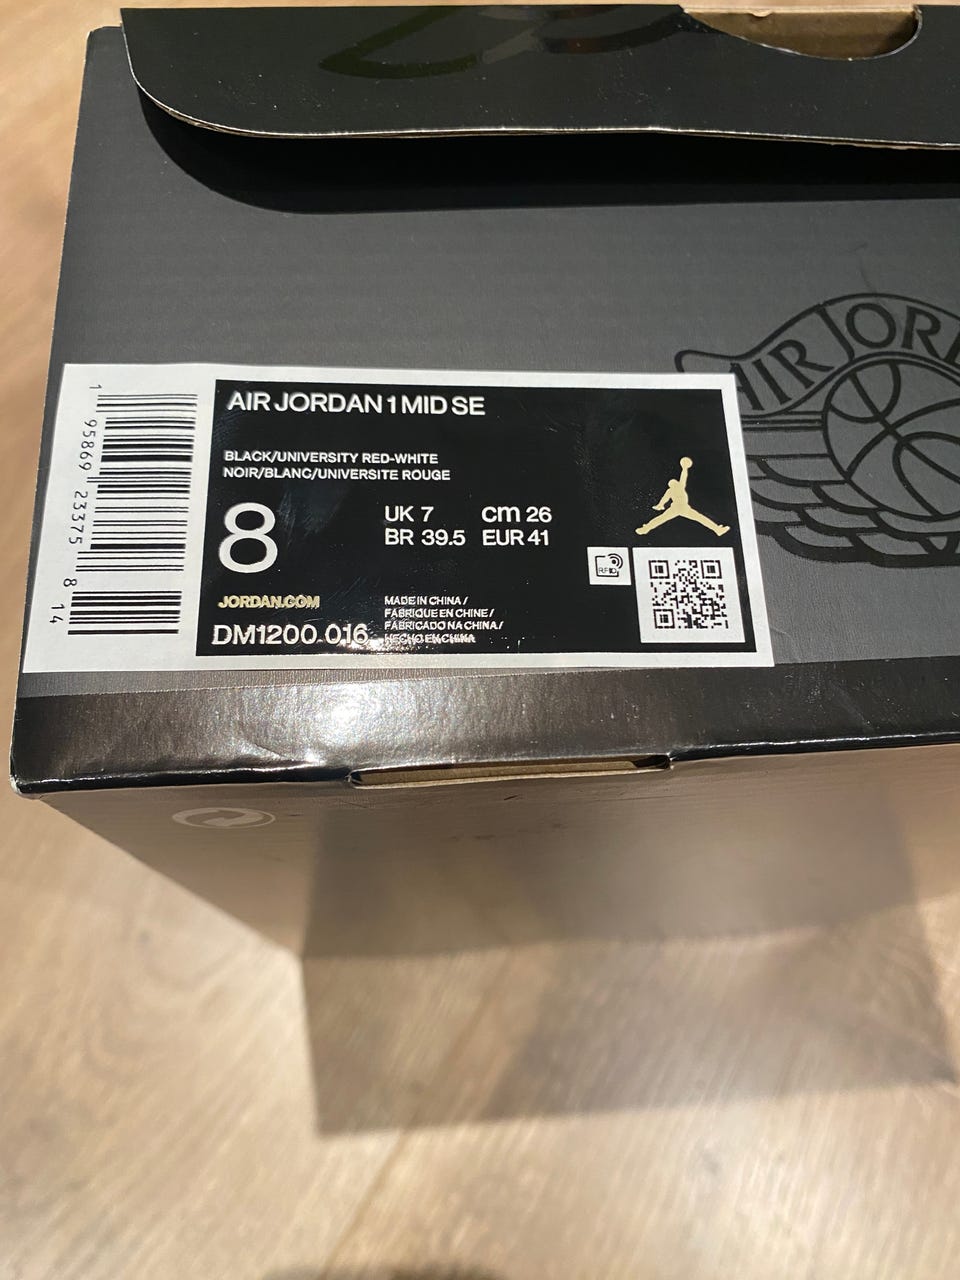 AIR JORDAN
AIR JORDAN 1 MID SE
BLACK/UNIVERSITY RED-WHITE
NOIR/BLANC/UNIVERSITE ROUGE
8
UK 7 cm 26
BR 39.5 EUR 41
RFID
JORDAN.COM
DM1200 016
MADE IN CHINA /
FABRIQUE EN CHINE /
FABRICADO NA CHINA /
HECHO EN CHINA
1 95869 23375 8 14